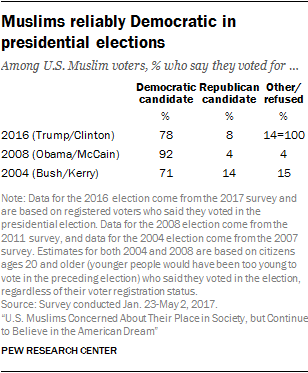 Muslims reliably Democratic in
presidential elections
Among U.S. Muslim voters, % who say they voted for ...
Democratic Republican Other/
candidate candidate refused
% % %
2016 (Trump/Clinton) 78 8 14=100
2008 (Obama/McCain) 92 4 4
2004 (Bush/Kerry) 71 14 15
Note: Data for the 2016 election come from the 2017 survey and
are based on registered voters who said they voted in the
presidential election. Data for the 2008 election come from the
2011 survey, and data for the 2004 election come from the 2007
survey. Estimates for both 2004 and 2008 are based on citizens
ages 20 and older (younger people would have been too young to
vote in the preceding election) who said they voted in the election,
regardless of their voter registration status.
Source: Survey conducted Jan. 23-May 2, 2017.
“U.S. Muslims Concerned About Their Place in Society, but Continue
to Believe in the American Dream”
PEW RESEARCH CENTER